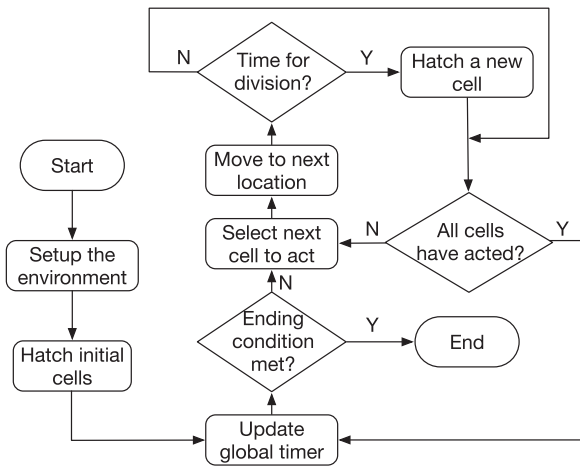 N
Time for
division?
Y
Hatch a new
cell
Start
Move to next
location
Setup the
environment
Select next
cell to act
N
All cells
have acted?
Y
N
Ending
condition
met?
Y
End
Hatch initial
cells
Update
global timer